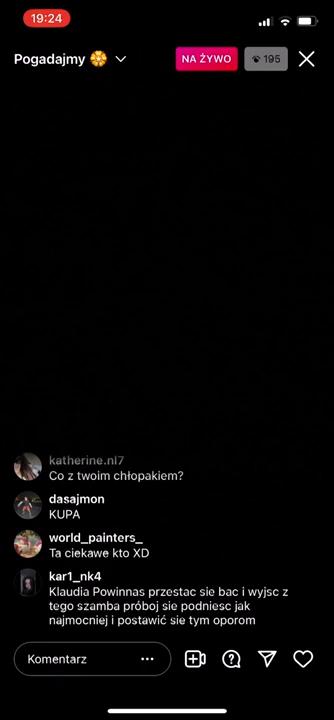 19:24
Pogadajmy
NA ŻYWO
195
katherine.nl7
Co z twoim chłopakiem?
dasajmon
KUPA
world_painters_
Ta ciekawe kto XD
kar1_nk4
Klaudia Powinnas przestac sie bac i wyjsc z
tego szamba próboj sie podniesc jak
najmocniej i postawić sie tym oporom
Komentarz